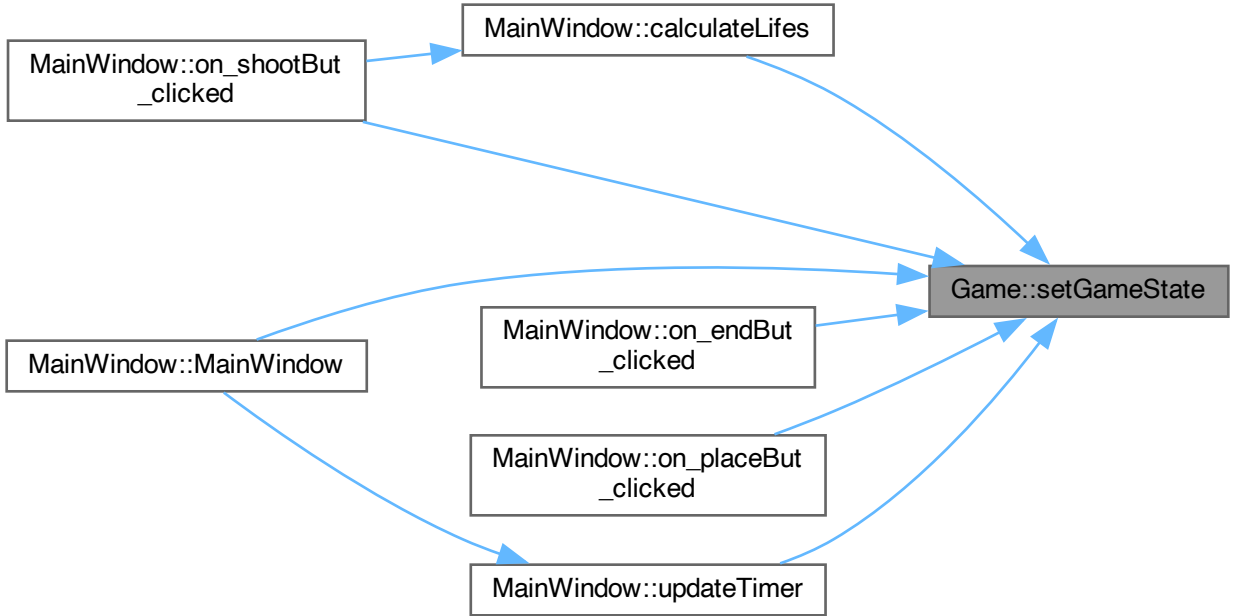 MainWindow::calculateLifes
MainWindow::on_shootBut
_clicked
Game::setGameState
MainWindow::on_endBut
_clicked
MainWindow::MainWindow
MainWindow::on_placeBut
_clicked
MainWindow::updateTimer